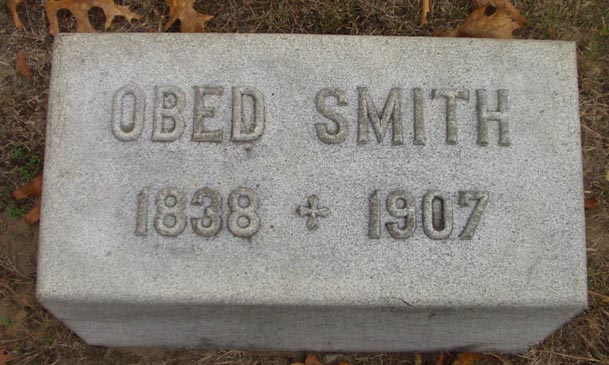 OBED SMITH
1838 + 1907